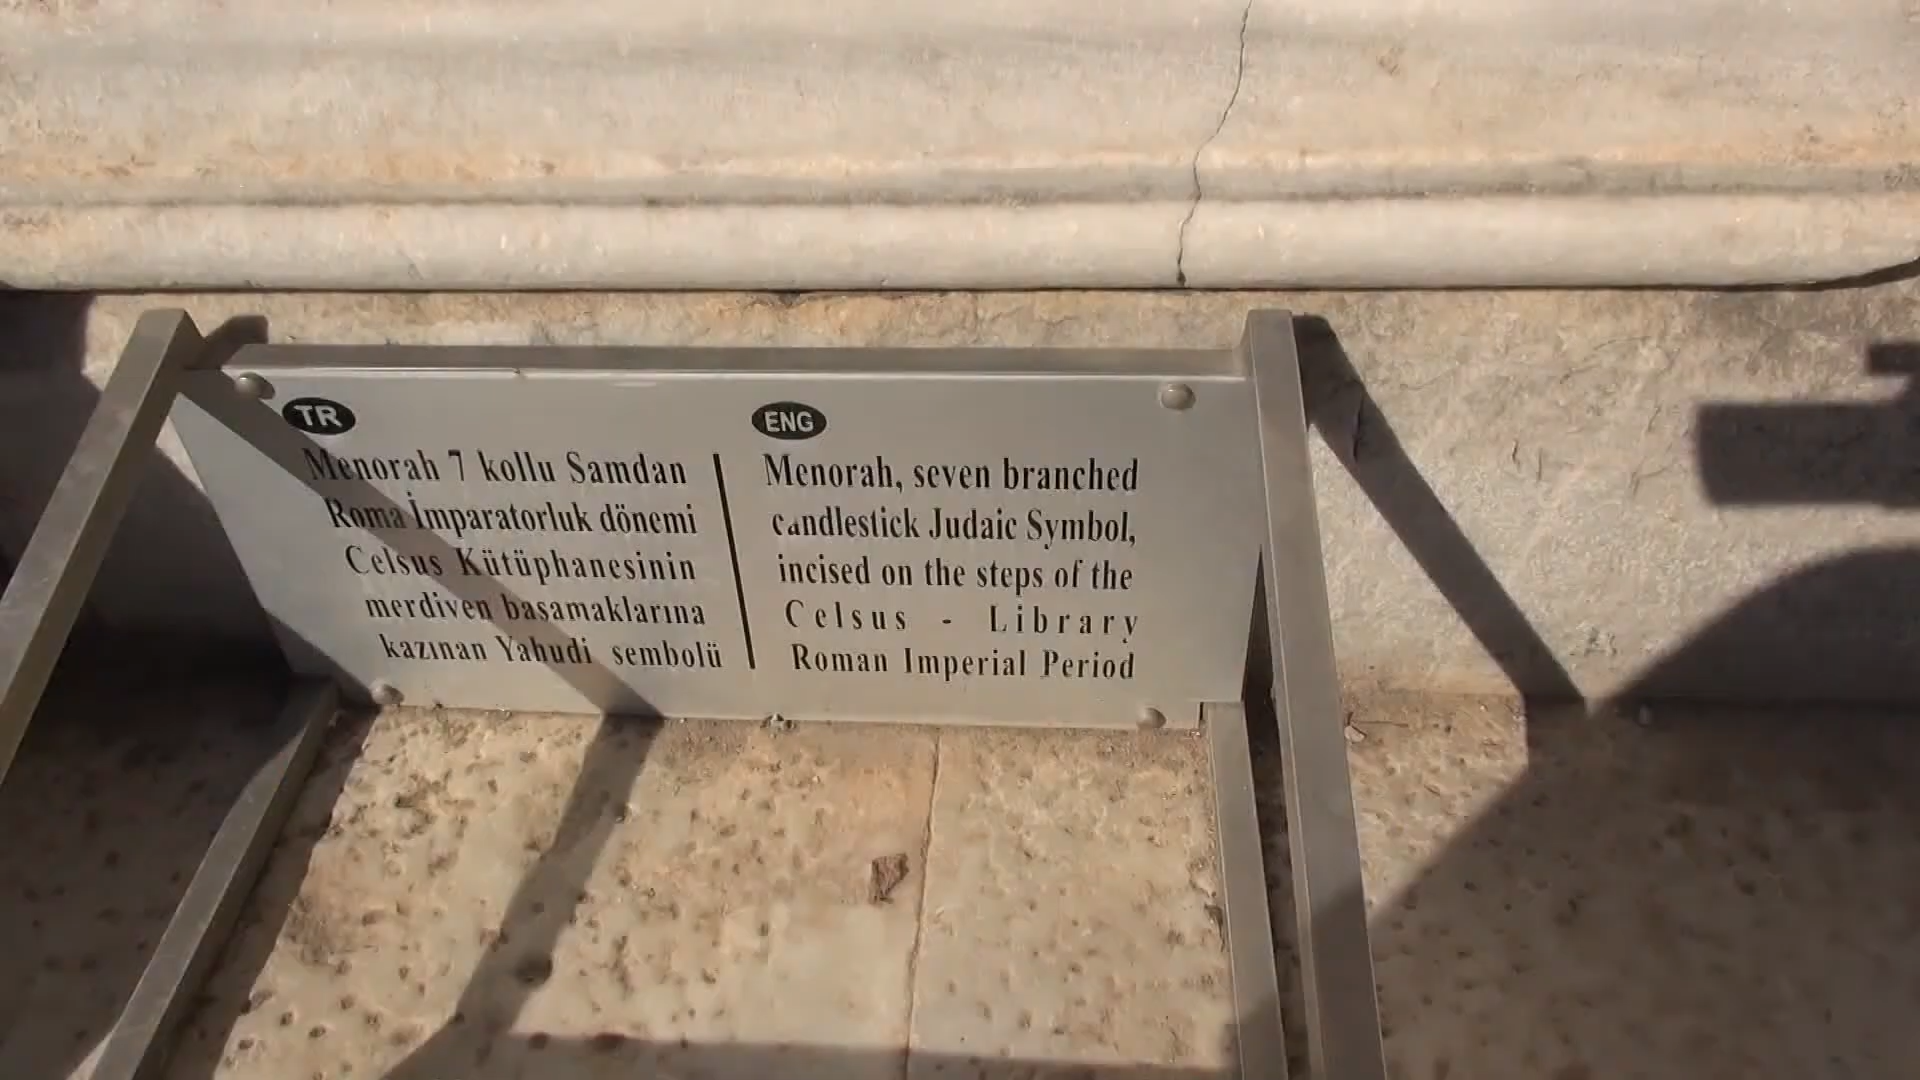 TR
Menorah 7 kollu Samdan
Roma İmparatorluk dönemi
Celsus Kütüphanesinin
merdiven basamaklarına
kazınan Yahudi sembolü
ENG
Menorah, seven branched
candlestick Judaic Symbol,
incised on the steps of the
Celsus - Library
Roman Imperial Period